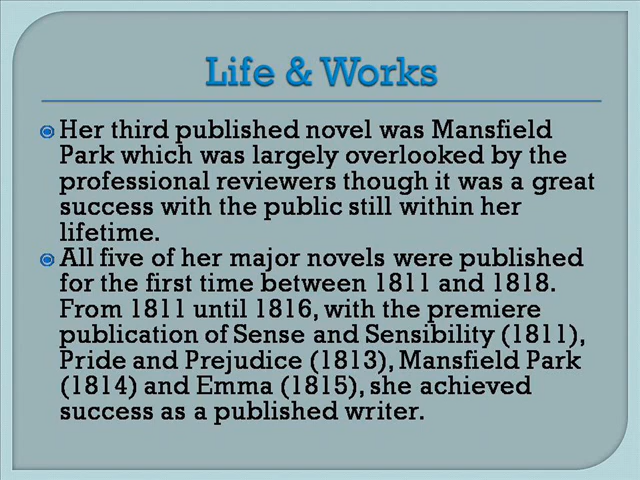 Life & Works
Her third published novel was Mansfield
Park which was largely overlooked by the
professional reviewers though it was a great
success with the public still within her
lifetime.
All five of her major novels were published
for the first time between 1811 and 1818.
From 1811 until 1816, with the premiere
publication of Sense and Sensibility (1811),
Pride and Prejudice (1813), Mansfield Park
(1814) and Emma (1815), she achieved
success as a published writer.